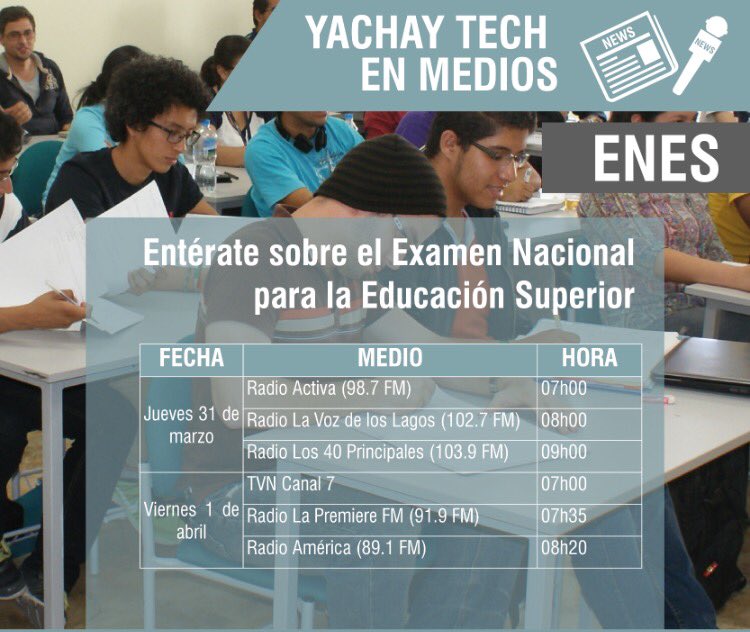 YACHAY TECH
EN MEDIOS
NEWS
NEWS
ENES
Entérate sobre el Examen Nacional
para la Educación Superior
FECHA MEDIO HORA
Jueves 31 de
marzo
Radio Activa (98.7 FM) 07h00
Radio La Voz de los Lagos (102.7 FM) 08h00
Radio Los 40 Principales (103.9 FM) 09h00
Viernes 1 de
abril
TVN Canal 7 07h00
Radio La Premiere FM (91.9 FM) 07h35
Radio América (89.1 FM) 08h20